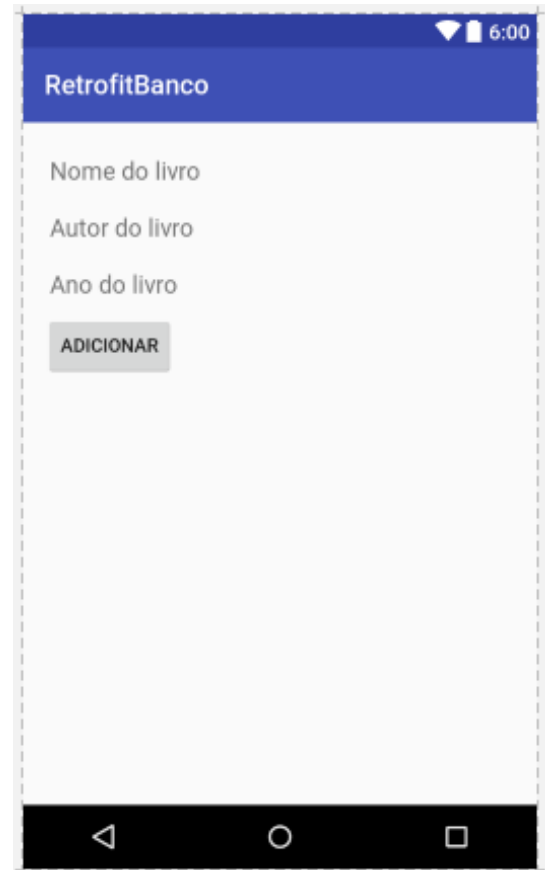 6:00
RetrofitBanco
Nome do livro
Autor do livro
Ano do livro
ADICIONAR